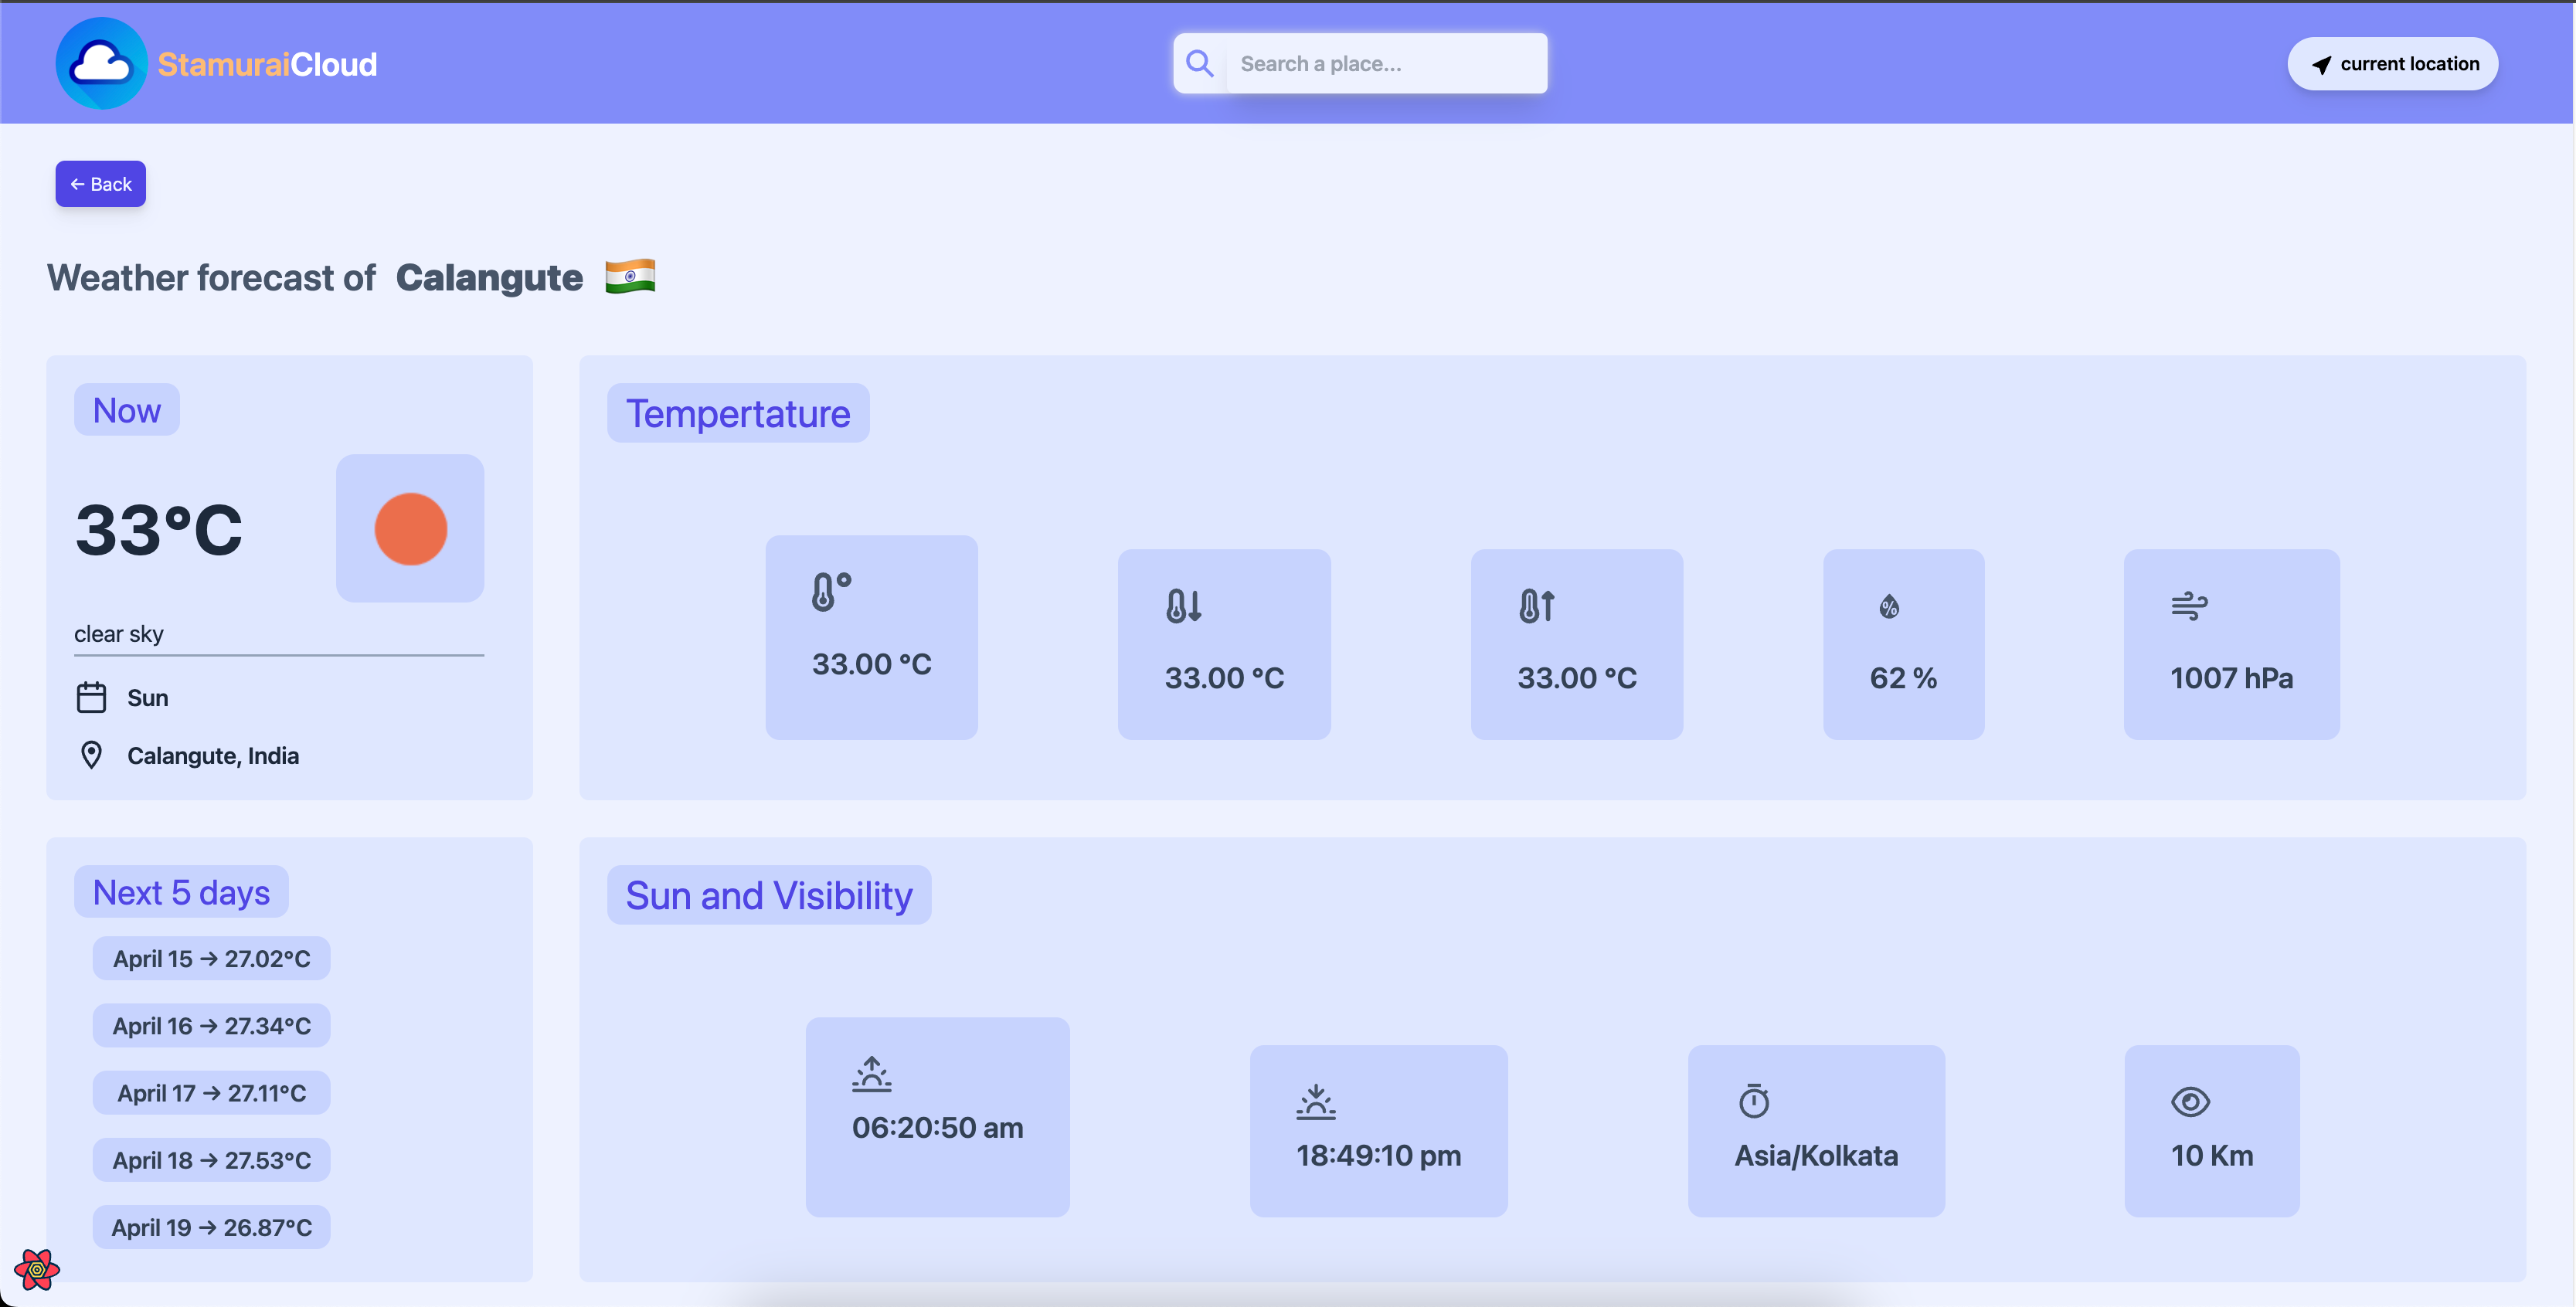 StamuraiCloud
Search a place...
current location
← Back
Weather forecast of Calangute
Now
33°C
clear sky
Sun
Calangute, India
Tempertature
33.00 °C
33.00 °C
33.00 °C
%
62 %
1007 hPa
Next 5 days
April 15 → 27.02°C
April 16 → 27.34°C
April 17 → 27.11°C
April 18 → 27.53°C
April 19 → 26.87°C
Sun and Visibility
06:20:50 am
18:49:10 pm
Asia/Kolkata
10 Km